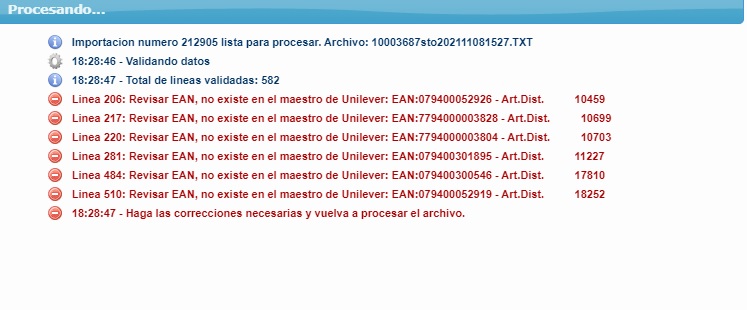 Procesando...
Importacion numero 212905 lista para procesar. Archivo: 10003687sto202111081527.TXT
18:28:46 - Validando datos
18:28:47 - Total de lineas validadas: 582
Linea 206: Revisar EAN, no existe en el maestro de Unilever: EAN:079400052926 - Art.Dist. 10459
Linea 217: Revisar EAN, no existe en el maestro de Unilever: EAN:7794000003828 - Art.Dist. 10699
Linea 220: Revisar EAN, no existe en el maestro de Unilever: EAN:7794000003804 - Art.Dist. 10703
Linea 281: Revisar EAN, no existe en el maestro de Unilever: EAN:079400301895 - Art.Dist. 11227
Linea 484: Revisar EAN, no existe en el maestro de Unilever: EAN:079400300546 - Art.Dist. 17810
Linea 510: Revisar EAN, no existe en el maestro de Unilever: EAN:079400052919 - Art.Dist. 18252
18:28:47 - Haga las correcciones necesarias y vuelva a procesar el archivo.